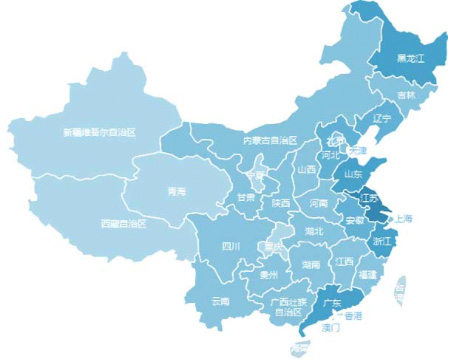 黑龙江
吉林
辽宁
新疆维吾尔自治区
内蒙古自治区
北京
天津
河北
山西
山东
宁夏
青海
甘肃
陕西
河南
江苏
西藏自治区
安徽
上海
四川
重庆
湖北
浙江
湖南
江西
贵州
福建
云南
广西壮族
自治区
广东
台湾
香港
澳门
海南